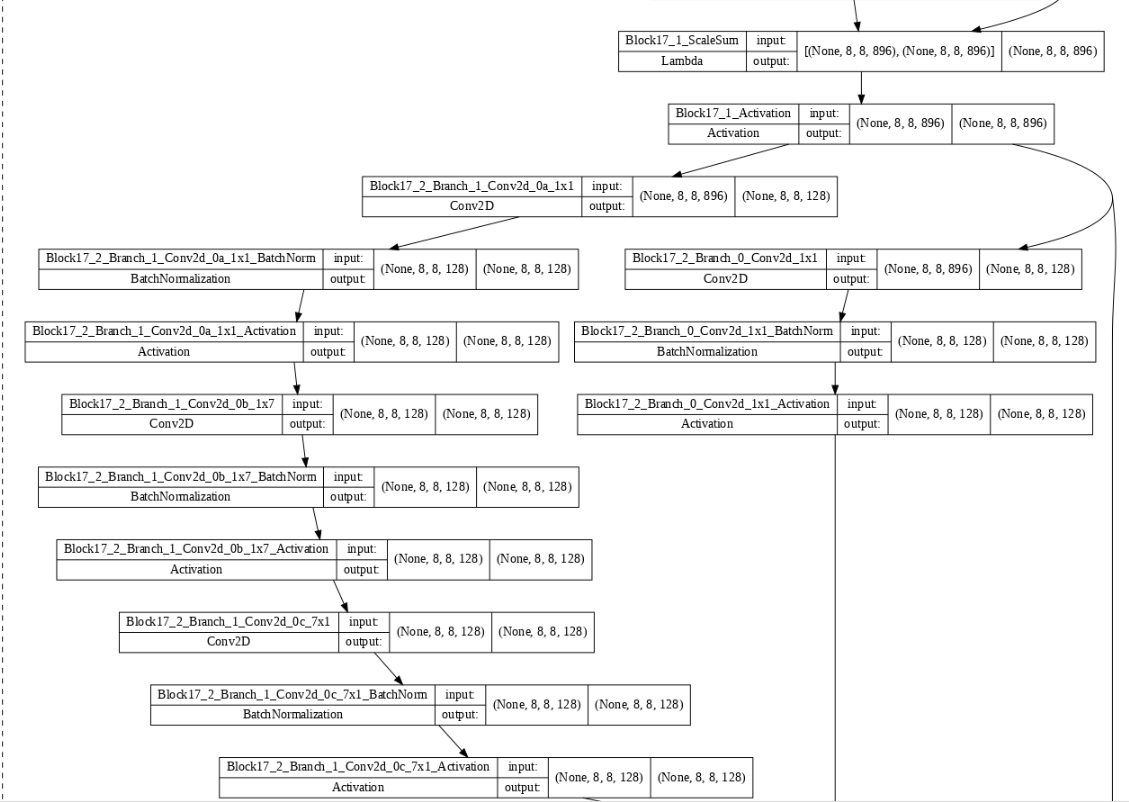 Block17_1_ScaleSum input: [(None, 8, 8, 896), (None, 8, 8, 896)] (None, 8, 8, 896)
Lambda output:
Block17_1_Activation input: (None, 8, 8, 896) (None, 8, 8, 896)
Activation output:
Block17_2_Branch_1_Conv2d_0a_1x1 input: (None, 8, 8, 896) (None, 8, 8, 128)
Conv2D output:
Block17_2_Branch_1_Conv2d_0a_1x1_BatchNorm input: (None, 8, 8, 128) (None, 8, 8, 128)
BatchNormalization output:
Block17_2_Branch_0_Conv2d_1x1 input: (None, 8, 8, 896) (None, 8, 8, 128)
Conv2D output:
Block17_2_Branch_1_Conv2d_0a_1x1_Activation input: (None, 8, 8, 128) (None, 8, 8, 128)
Activation output:
Block17_2_Branch_0_Conv2d_1x1_BatchNorm input: (None, 8, 8, 128) (None, 8, 8, 128)
BatchNormalization output:
Block17_2_Branch_1_Conv2d_0b_1x7 input: (None, 8, 8, 128) (None, 8, 8, 128)
Conv2D output:
Block17_2_Branch_0_Conv2d_1x1_Activation input: (None, 8, 8, 128) (None, 8, 8, 128)
Activation output:
Block17_2_Branch_1_Conv2d_0b_1x7_BatchNorm input: (None, 8, 8, 128) (None, 8, 8, 128)
BatchNormalization output:
Block17_2_Branch_1_Conv2d_0b_1x7_Activation input: (None, 8, 8, 128) (None, 8, 8, 128)
Activation output:
Block17_2_Branch_1_Conv2d_0c_7x1 input: (None, 8, 8, 128) (None, 8, 8, 128)
Conv2D output:
Block17_2_Branch_1_Conv2d_0c_7x1_BatchNorm input: (None, 8, 8, 128) (None, 8, 8, 128)
BatchNormalization output:
Block17_2_Branch_1_Conv2d_0c_7x1_Activation input: (None, 8, 8, 128) (None, 8, 8, 128)
Activation output: